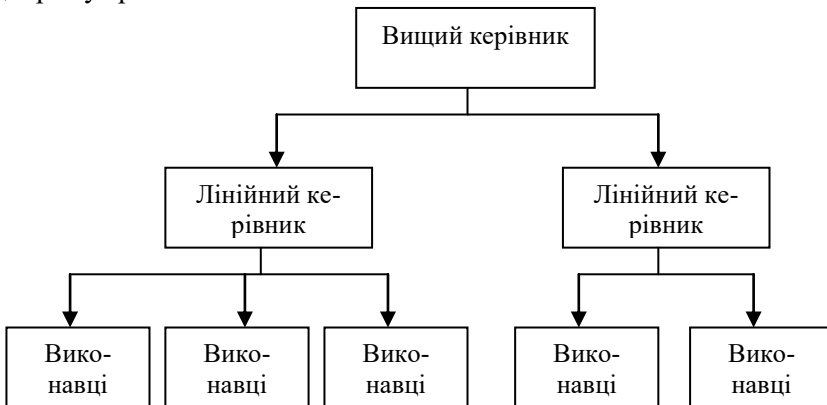 Вищий керівник
Лінійний ке-
рівник
Лінійний ке-
рівник
Вико-
навці
Вико-
навці
Вико-
навці
Вико-
навці
Вико-
навці